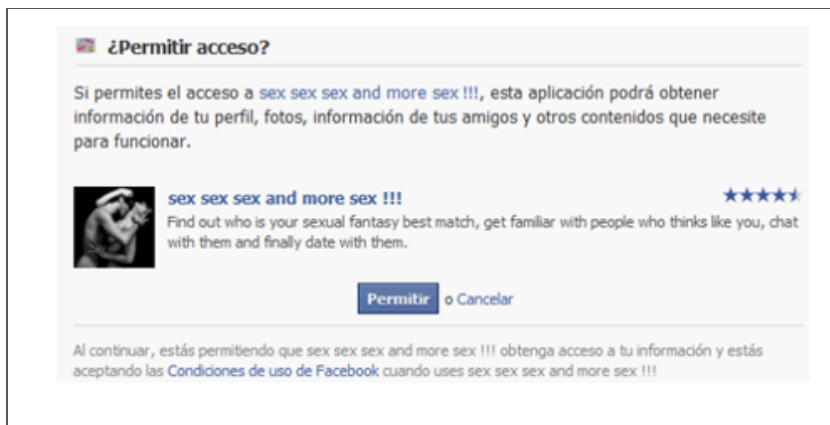 ¿Permitir acceso?
Si permites el acceso a sex sex sex and more sex !!!, esta aplicación podrá obtener
información de tu perfil, fotos, información de tus amigos y otros contenidos que necesite
para funcionar.
sex sex sex and more sex !!!
Find out who is your sexual fantasy best match, get familiar with people who thinks like you, chat
with them and finally date with them.
Permitir o Cancelar
Al continuar, estás permitiendo que sex sex sex and more sex !!! obtenga acceso a tu información y estás
aceptando las Condiciones de uso de Facebook cuando uses sex sex sex and more sex !!!